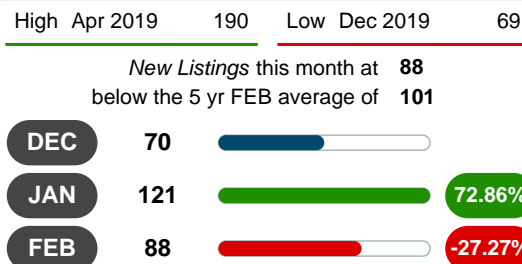 High Apr 2019 190 Low Dec 2019 69
New Listings this month at 88
below the 5 yr FEB average of 101
DEC 70
JAN 121 72.86%
FEB 88 -27.27%